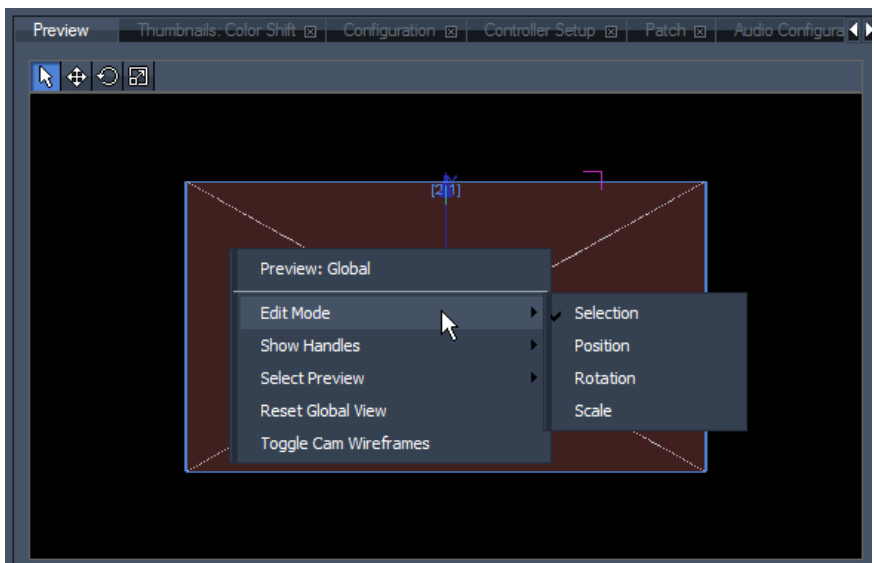 Preview Thumbnails: Color Shift Configuration Controller Setup Patch Audio Configura
[2|1]
Preview: Global
Edit Mode
Show Handles
Select Preview
Reset Global View
Toggle Cam Wireframes
Selection
Position
Rotation
Scale